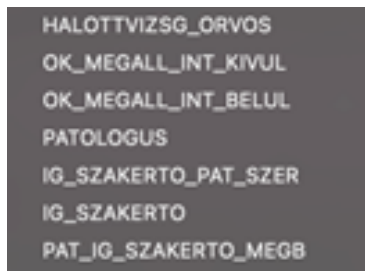 HALOTTVIZSG_ORVOS
OK_MEGALL_INT_KIVUL
OK_MEGALL_INT_BELUL
PATOLOGUS
IG_SZAKERTO_PAT_SZER
IG_SZAKERTO
PAT_IG_SZAKERTO_MEGB